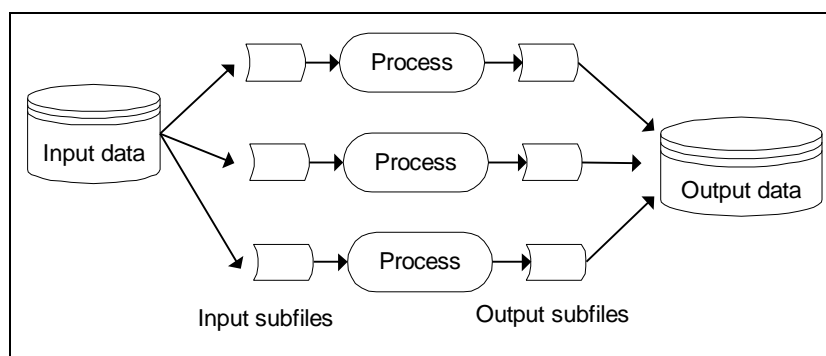 Process
Input data
Process
Output data
Process
Input subfiles
Output subfiles